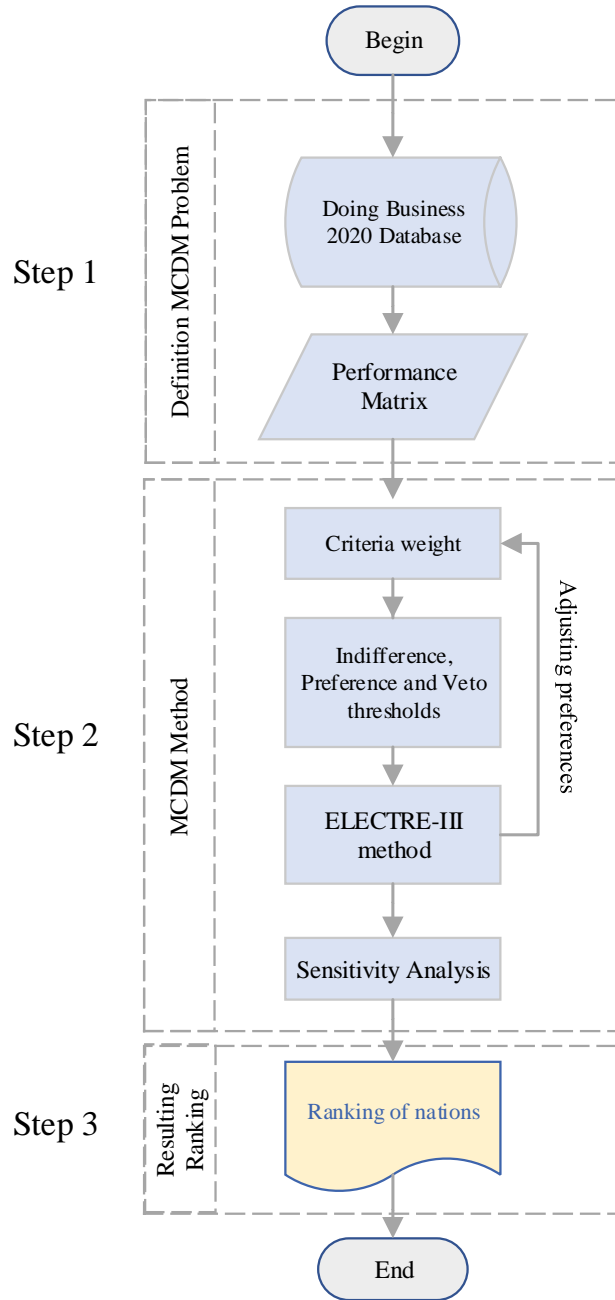 Begin
Step 1
Definition MCDM Problem
Doing Business
2020 Database
Performance
Matrix
Step 2
MCDM Method
Criteria weight
Indifference,
Preference and Veto
thresholds
ELECTRE-III
method
Adjusting preferences
Sensitivity Analysis
Step 3
Resulting
Ranking
Ranking of nations
End